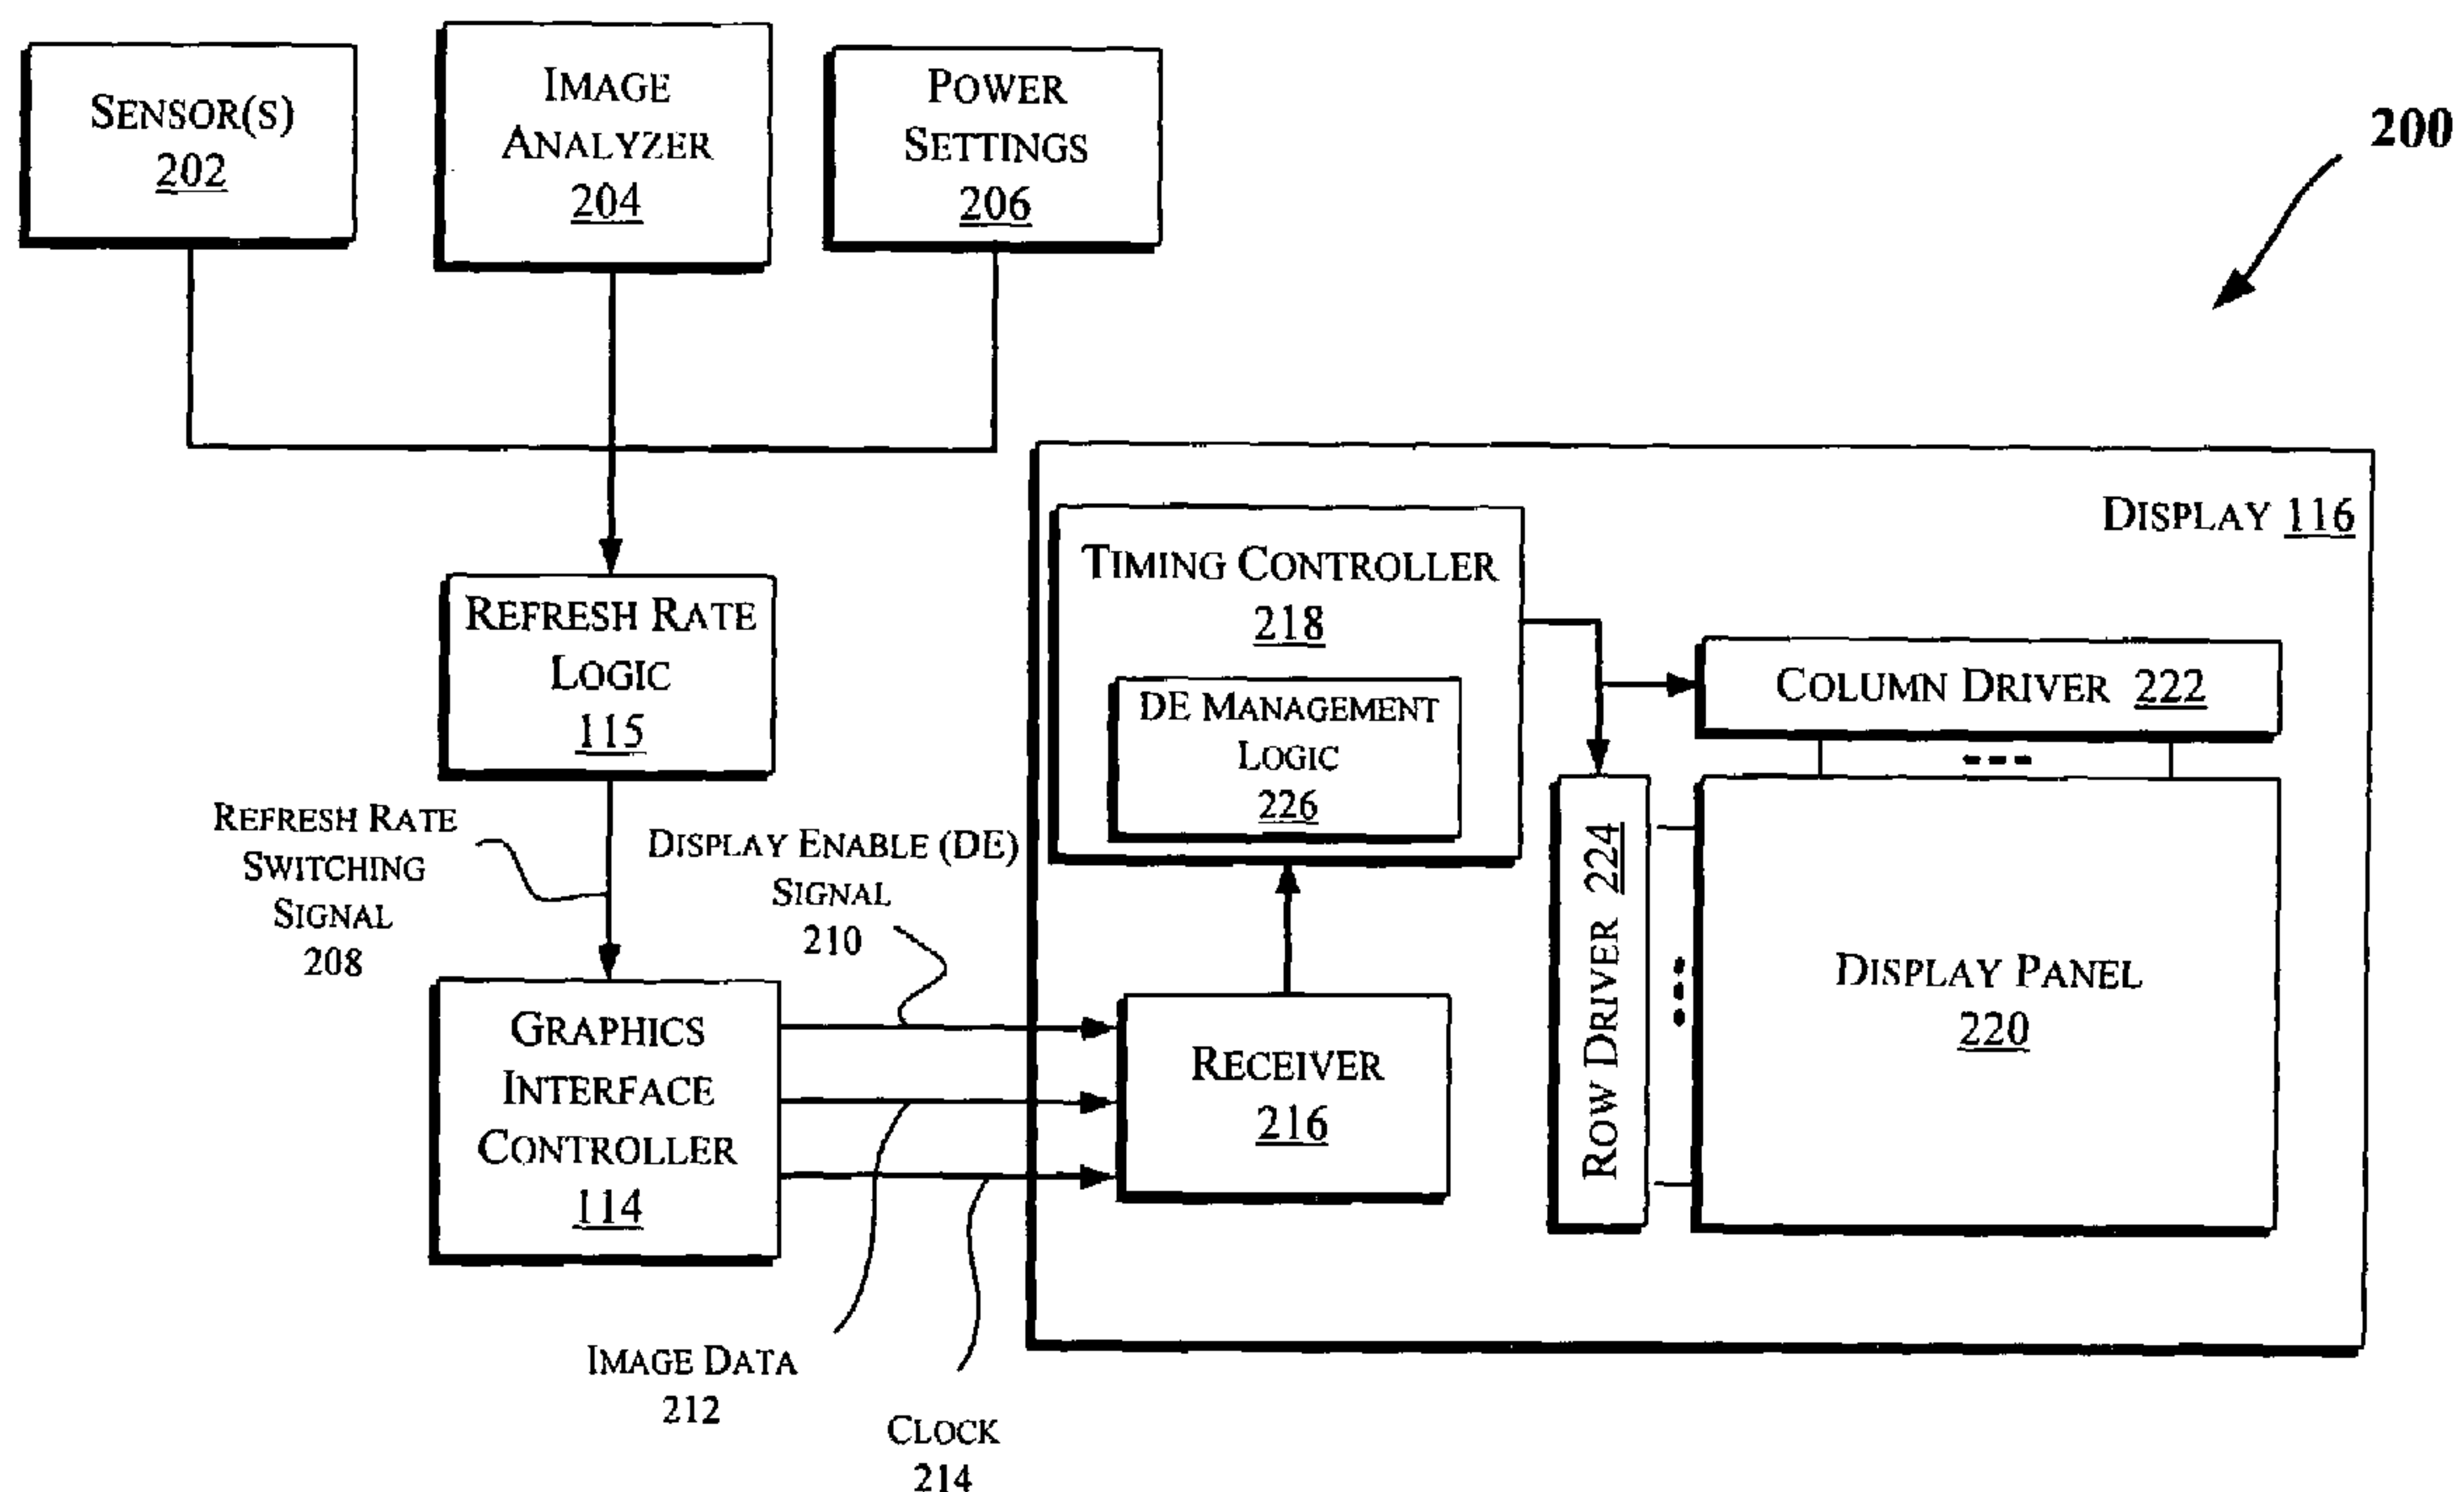 SENSOR(S)
202
IMAGE
ANALYZER
204
POWER
SETTINGS
206
200
REFRESH RATE
LOGIC
115
REFRESH RATE
SWITCHING
SIGNAL
208
DISPLAY ENABLE (DE)
SIGNAL
210
GRAPHICS
INTERFACE
CONTROLLER
114
IMAGE DATA
212
CLOCK
214
DISPLAY 116
TIMING CONTROLLER
218
DE MANAGEMENT
LOGIC
226
RECEIVER
216
COLUMN DRIVER 222
ROW DRIVER 224
DISPLAY PANEL
220